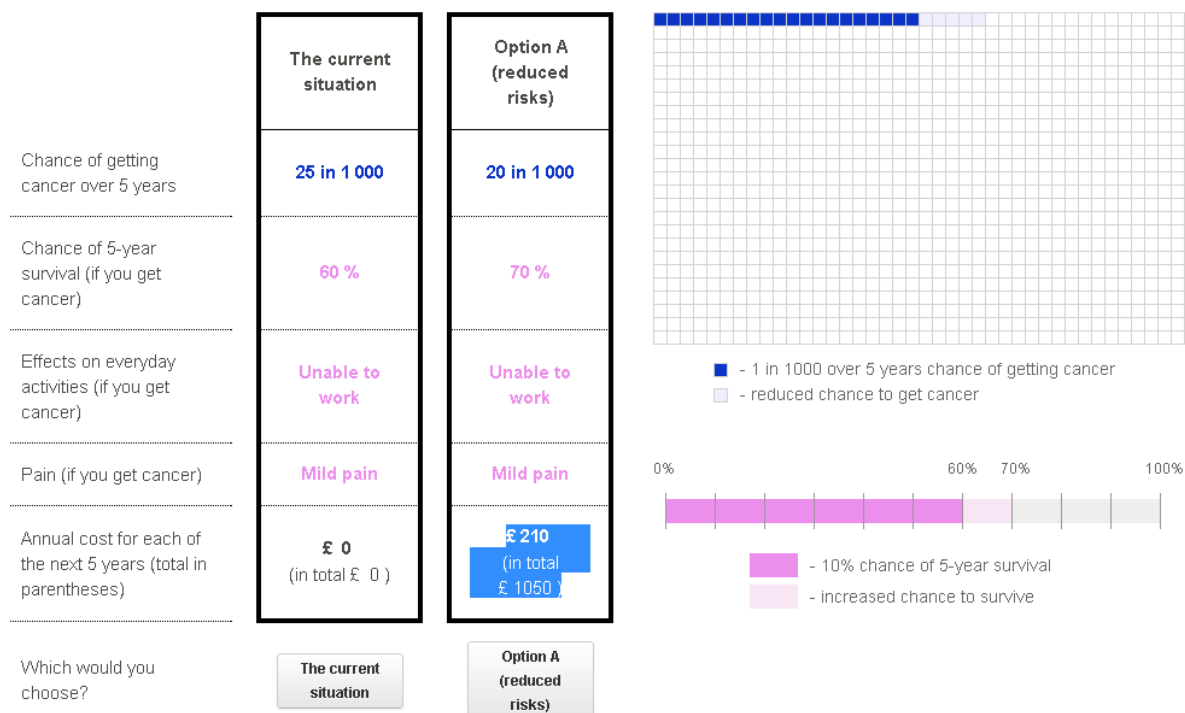 The current
situation
Option A
(reduced
risks)
Chance of getting
cancer over 5 years
25 in 1 000
20 in 1 000
Chance of 5-year
survival (if you get
cancer)
60 %
70 %
Effects on everyday
activities (if you get
cancer)
Unable to
work
Unable to
work
Pain (if you get cancer)
Mild pain
Mild pain
Annual cost for each of
the next 5 years (total in
parentheses)
£ 0
(in total £ 0 )
£ 210
(in total
£ 1050 )
Which would you
choose?
The current
situation
Option A
(reduced
risks)
- 1 in 1000 over 5 years chance of getting cancer
- reduced chance to get cancer
0% 60% 70% 100%
- 10% chance of 5-year survival
- increased chance to survive